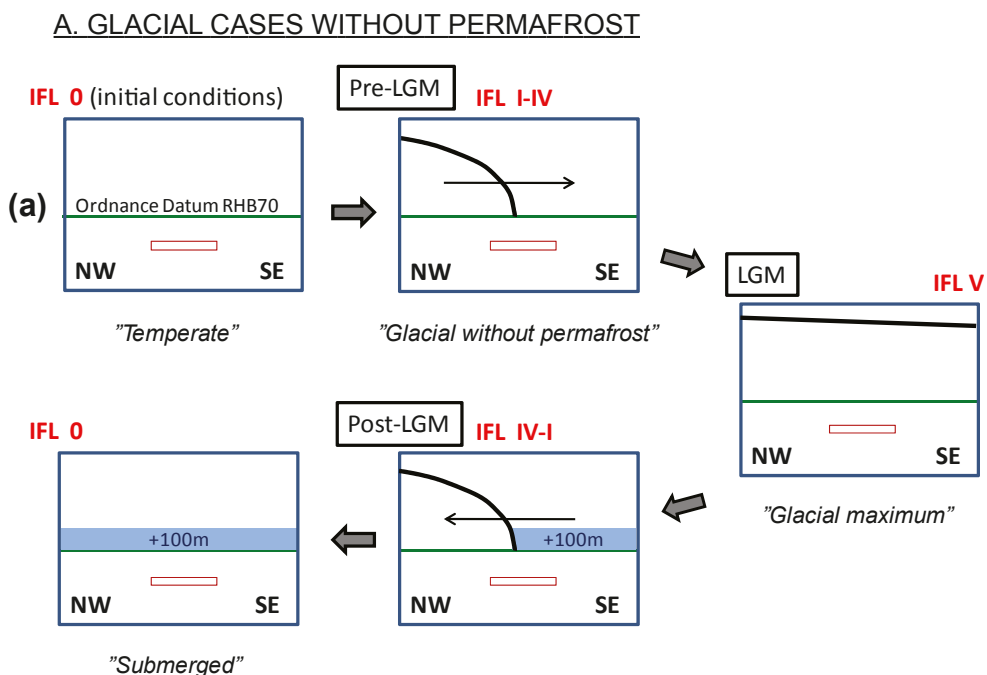 A. GLACIAL CASES WITHOUT PERMAFROST
Pre-LGM
IFL 0 (initial conditions)
IFL I-IV
(a)
Ordnance Datum RHB70
NW SE
NW SE
"Temperate"
"Glacial without permafrost"
LGM
IFL V
NW SE
"Glacial maximum"
Post-LGM
IFL 0
IFL IV-I
+100m
+100m
NW SE
NW SE
"Submerged"